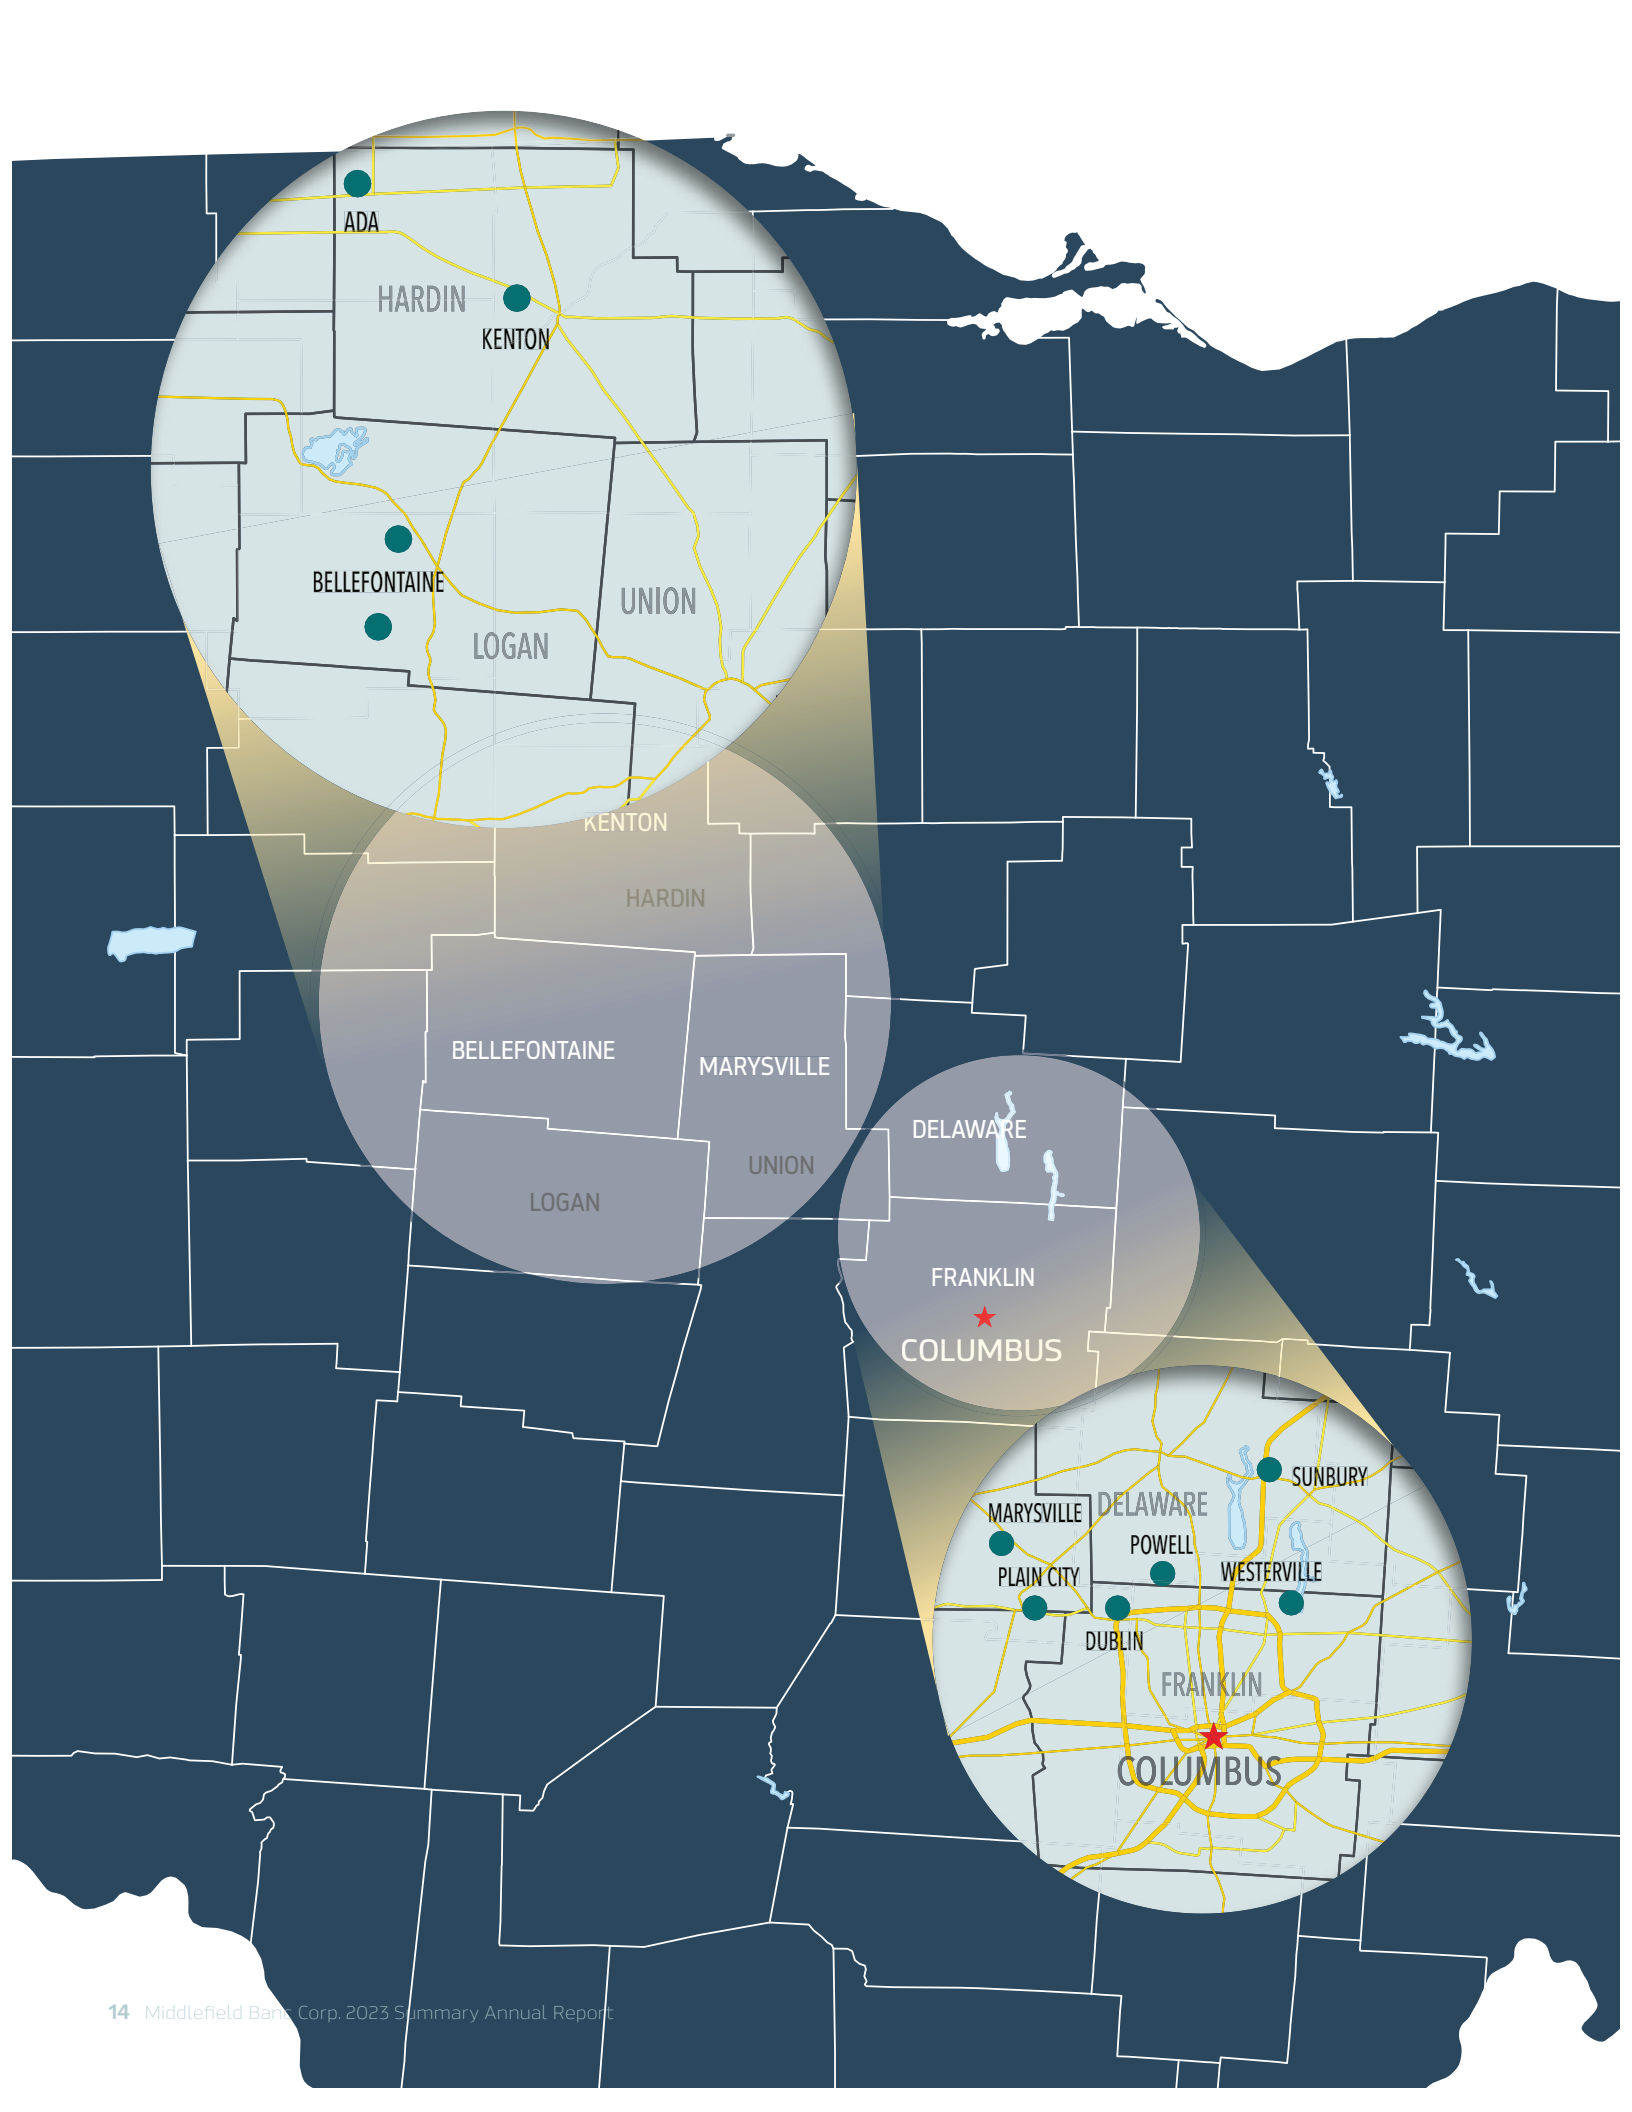 ADA
HARDIN
KENTON
BELLEFONTAINE
UNION
LOGAN
KENTON
HARDIN
BELLEFONTAINE
MARYSVILLE
DELAWARE
UNION
LOGAN
FRANKLIN
COLUMBUS
SUNBURY
DELAWARE
MARYSVILLE
POWELL
WESTERVILLE
PLAIN CITY
DUBLIN
FRANKLIN
COLUMBUS
14 Middlefield Banc Corp. 2023 Summary Annual Report